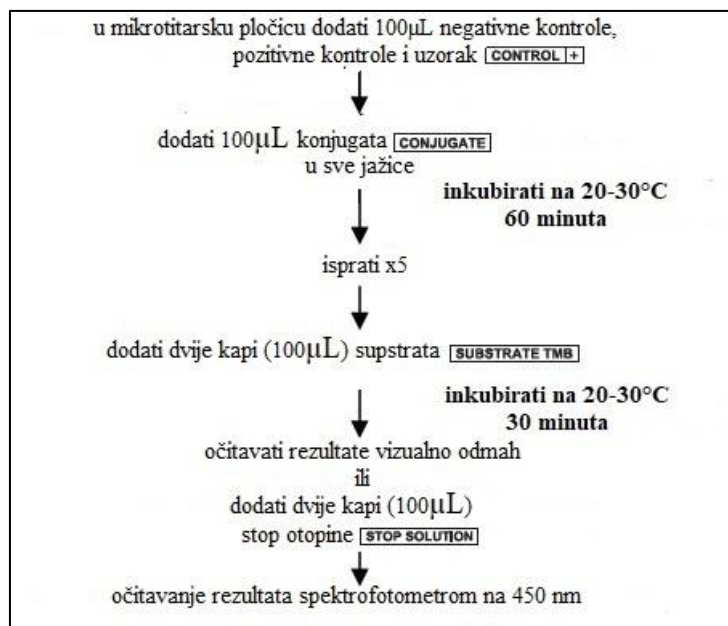 u mikrotitarsku pločicu dodati 100µL negativne kontrole,
pozitivne kontrole i uzorak CONTROL +
dodati 100µL konjugata CONJUGATE
u sve jažice
inkubirati na 20-30°C
60 minuta
isprati x5
dodati dvije kapi (100µL) supstrata SUBSTRATE TMB
inkubirati na 20-30°C
30 minuta
očitavati rezultate vizualno odmah
ili
dodati dvije kapi (100µL)
stop otopine STOP SOLUTION
očitavanje rezultata spektrofotometrom na 450 nm